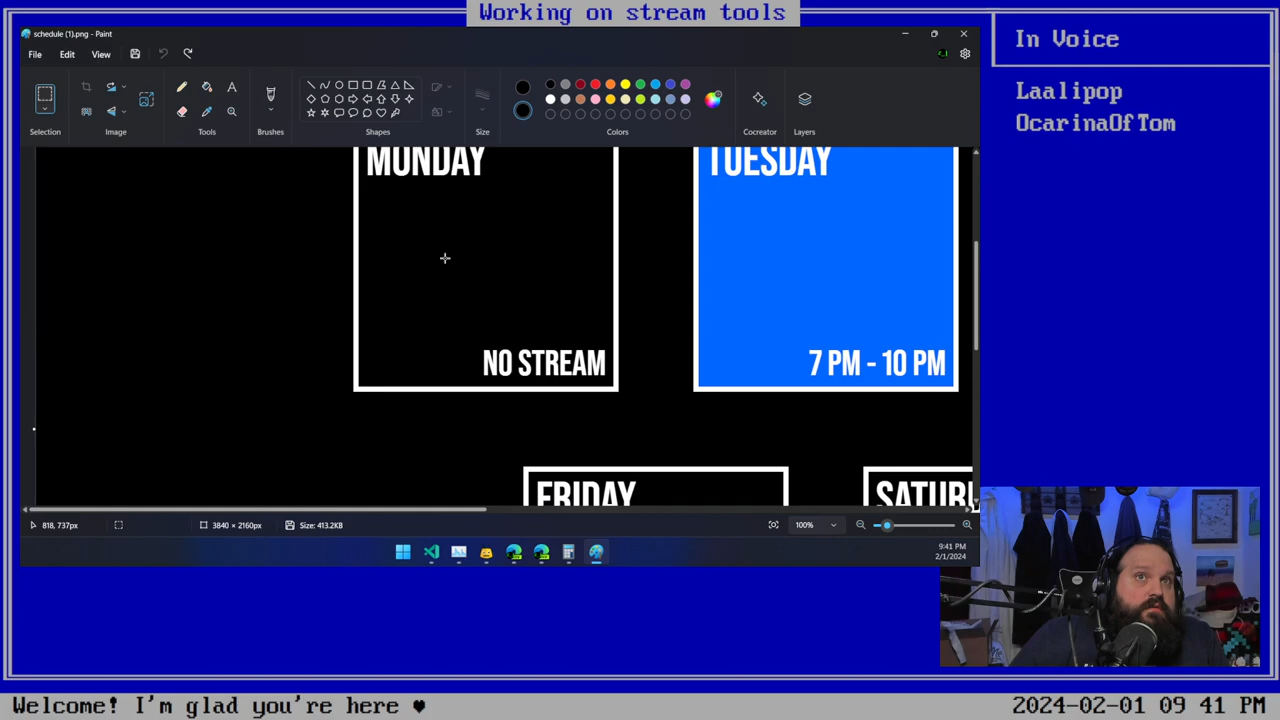 Working on stream tools
In Voice
Laalipop
OcarinaOfTom
schedule (1).png - Paint
File Edit View
Selection Image Tools Brushes Shapes Size Colors Cocreator Layers
MONDAY
TUESDAY
NO STREAM
7 PM - 10 PM
FRIDAY
SATURD
818, 737px
3840 × 2160px
Size: 413.2KB
100%
9:41 PM
2/1/2024
Welcome! I'm glad you're here ♥
2024-02-01 09 41 PM